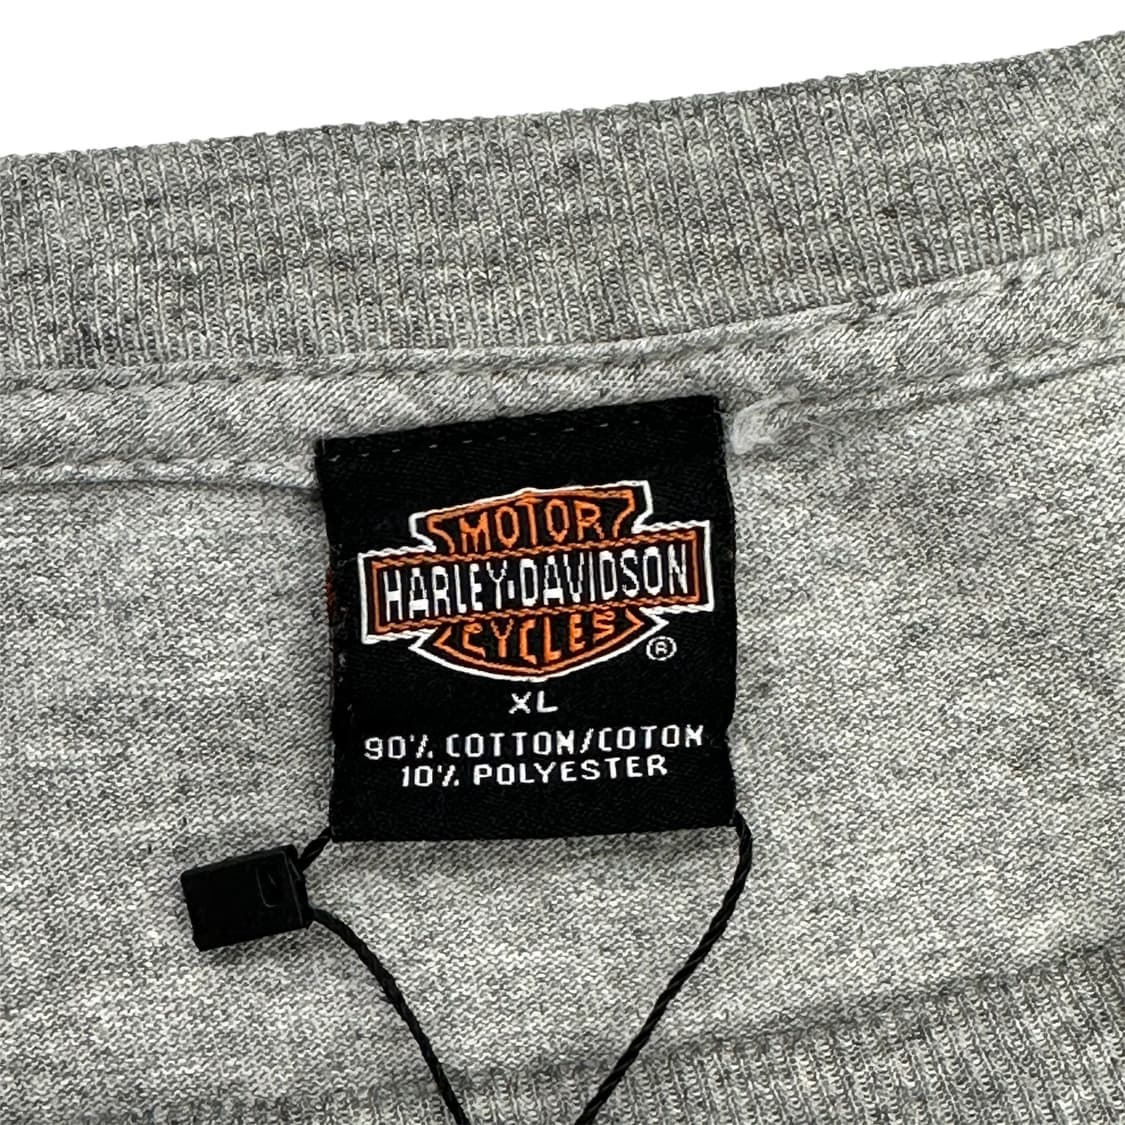 MOTOR
HARLEY-DAVIDSON
CYCLES
®
XL
90% COTTON/COTON
10% POLYESTER